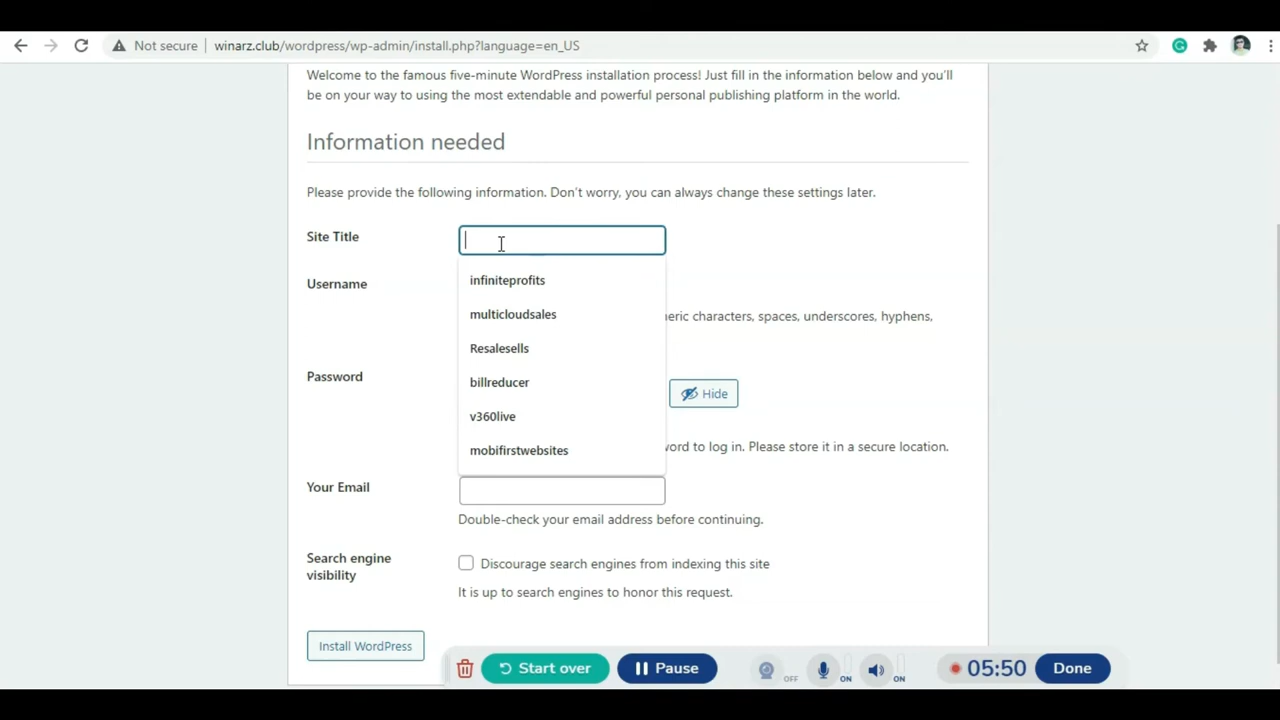 Not secure winarz.club/wordpress/wp-admin/install.php?language=en_US
Welcome to the famous five-minute WordPress installation process! Just fill in the information below and you'll
be on your way to using the most extendable and powerful personal publishing platform in the world.
Information needed
Please provide the following information. Don't worry, you can always change these settings later.
Site Title
infiniteprofits
Username
multicloudsales
eric characters, spaces, underscores, hyphens,
Resalesells
Password
billreducer
Hide
v360live
mobifirstwebsites
word to log in. Please store it in a secure location.
Your Email
Double-check your email address before continuing.
Search engine
visibility
Discourage search engines from indexing this site
It is up to search engines to honor this request.
Install WordPress
Start over
Pause
OFF
ON
ON
05:50
Done